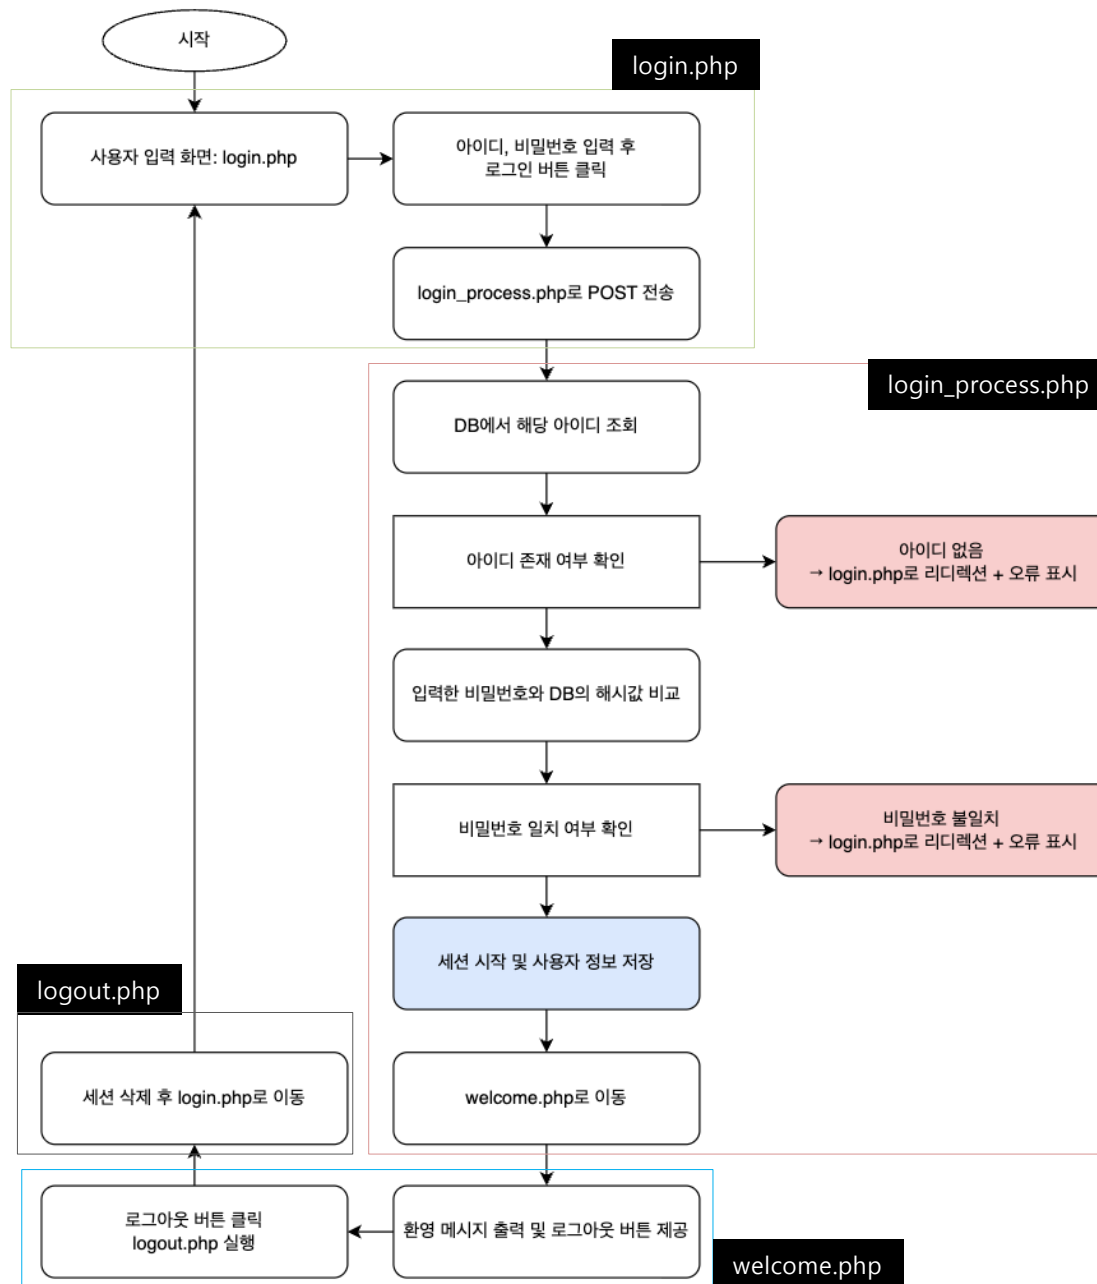 시작
login.php
사용자 입력 화면: login.php
아이디, 비밀번호 입력 후
로그인 버튼 클릭
login_process.php로 POST 전송
login_process.php
DB에서 해당 아이디 조회
아이디 존재 여부 확인
아이디 없음
→ login.php로 리디렉션 + 오류 표시
입력한 비밀번호와 DB의 해시값 비교
비밀번호 일치 여부 확인
비밀번호 불일치
→ login.php로 리디렉션 + 오류 표시
세션 시작 및 사용자 정보 저장
logout.php
세션 삭제 후 login.php로 이동
welcome.php로 이동
로그아웃 버튼 클릭
logout.php 실행
환영 메시지 출력 및 로그아웃 버튼 제공
welcome.php